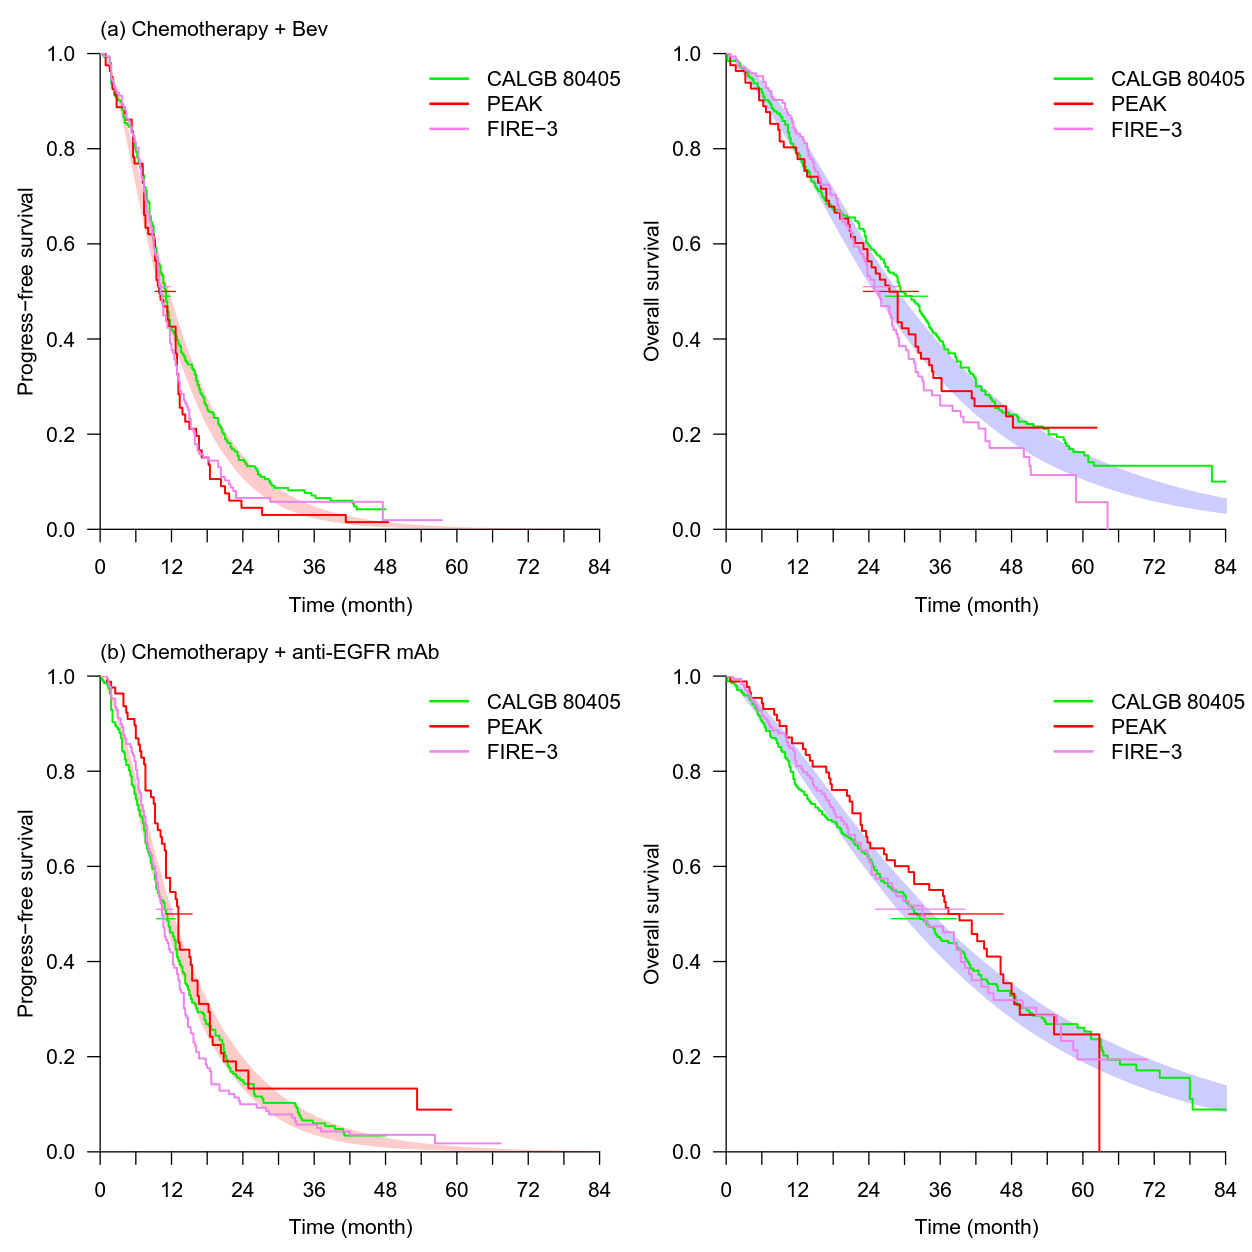 (a) Chemotherapy + Bev
Progress−free survival
1.0
0.8
0.6
0.4
0.2
0.0
CALGB 80405
PEAK
FIRE−3
0 12 24 36 48 60 72 84
Time (month)
Overall survival
1.0
0.8
0.6
0.4
0.2
0.0
CALGB 80405
PEAK
FIRE−3
0 12 24 36 48 60 72 84
Time (month)
(b) Chemotherapy + anti-EGFR mAb
Progress−free survival
1.0
0.8
0.6
0.4
0.2
0.0
CALGB 80405
PEAK
FIRE−3
0 12 24 36 48 60 72 84
Time (month)
Overall survival
1.0
0.8
0.6
0.4
0.2
0.0
CALGB 80405
PEAK
FIRE−3
0 12 24 36 48 60 72 84
Time (month)